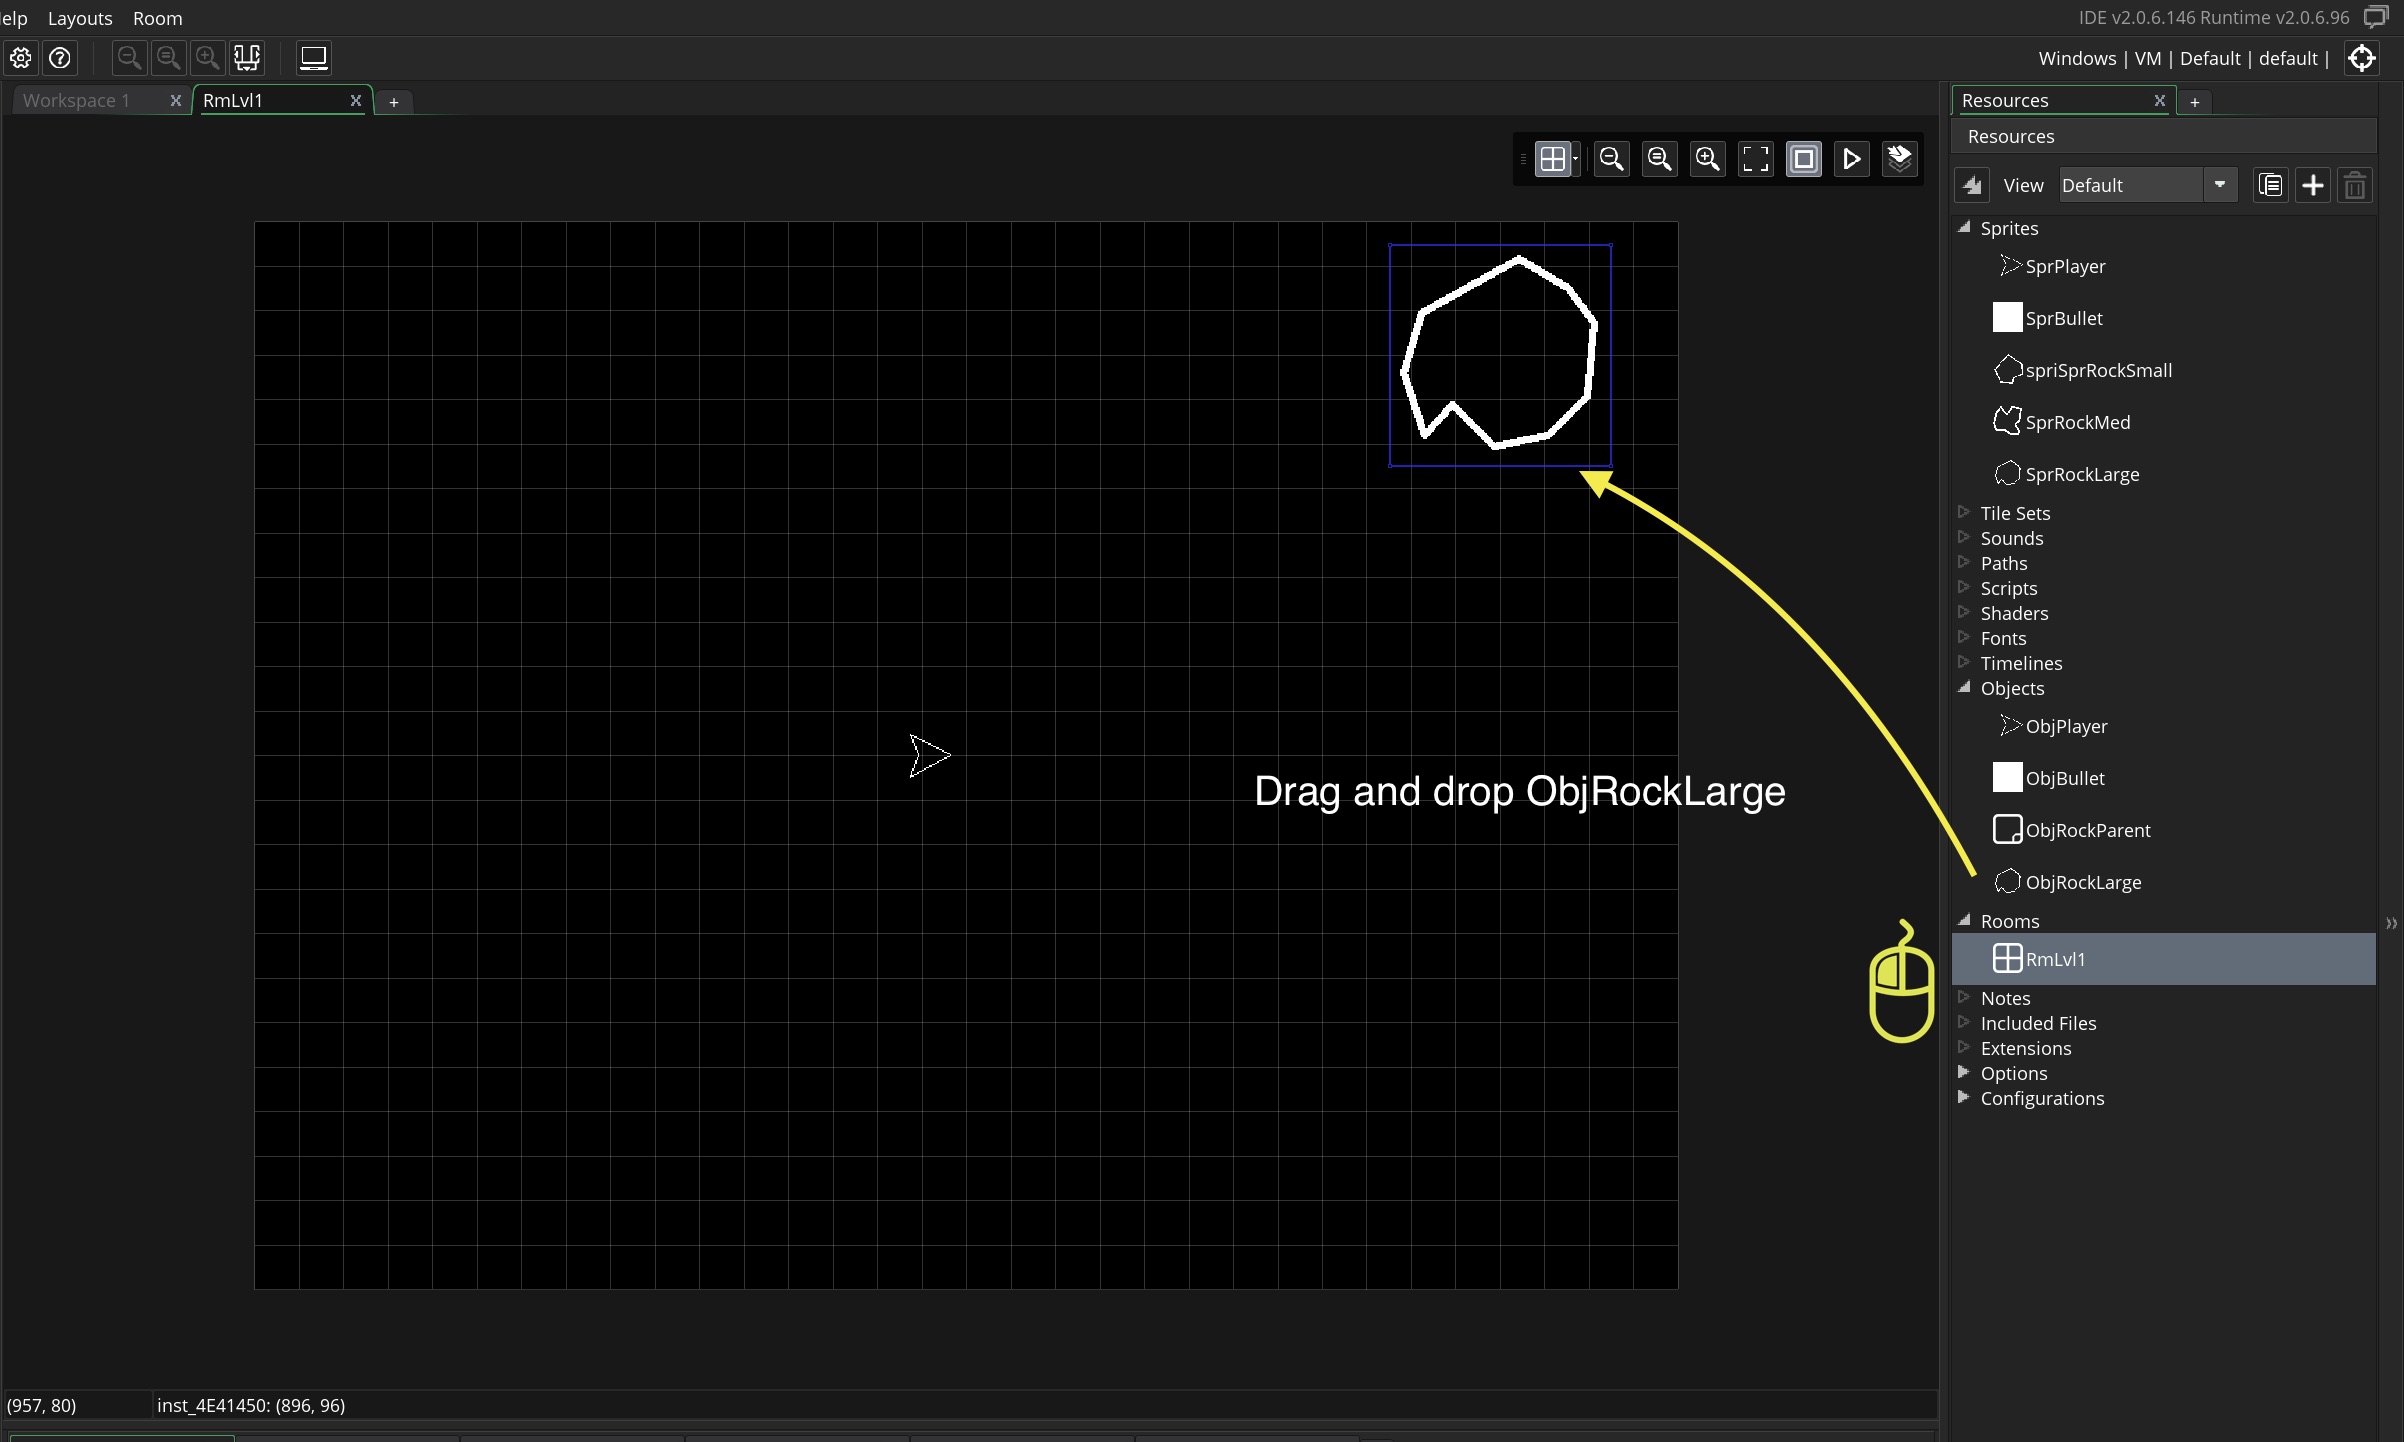 elp Layouts Room
IDE v2.0.6.146 Runtime v2.0.6.96
Windows | VM | Default | default |
Workspace 1 X RmLvl1 X +
Resources X +
Resources
View Default
Sprites
SprPlayer
SprBullet
spriSprRockSmall
SprRockMed
SprRockLarge
Tile Sets
Sounds
Paths
Scripts
Shaders
Fonts
Timelines
Objects
ObjPlayer
ObjBullet
ObjRockParent
ObjRockLarge
Rooms
RmLvl1
Notes
Included Files
Extensions
Options
Configurations
Drag and drop ObjRockLarge
(957, 80) inst_4E41450: (896, 96)